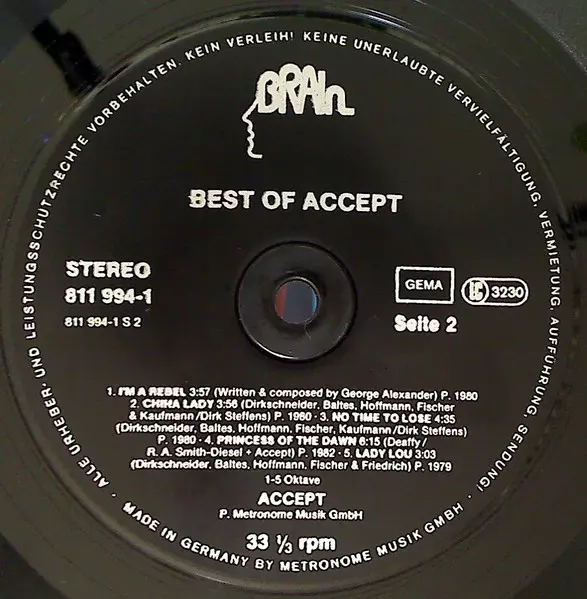 ALLE URHEBER- UND LEISTUNGSSCHUTZRECHTE VORBEHALTEN. KEIN VERLEIH! KEINE UNERLAUBTE VERVIELFÄLTIGUNG, VERMIETUNG, AUFFÜHRUNG, SENDUNG!
BRAIN
BEST OF ACCEPT
STEREO
811 994-1
811 994-1 S 2
GEMA
LC 3230
Seite 2
1. I'M A REBEL 3:57 (Written & composed by George Alexander) P. 1980
2. CHINA LADY 3:56 (Dirkschneider, Baltes, Hoffmann, Fischer
& Kaufmann/Dirk Steffens) P. 1980 · 3. NO TIME TO LOSE 4:35
(Dirkschneider, Baltes, Hoffmann, Fischer, Kaufmann/Dirk Steffens)
P. 1980 · 4. PRINCESS OF THE DAWN 6:15 (Deaffy/
R. A. Smith-Diesel + Accept) P. 1982 · 5. LADY LOU 3:03
(Dirkschneider, Baltes, Hoffmann, Fischer & Friedrich) P. 1979
1-5 Oktave
ACCEPT
P. Metronome Musik GmbH
33 ⅓ rpm
· MADE IN GERMANY BY METRONOME MUSIK GMBH ·